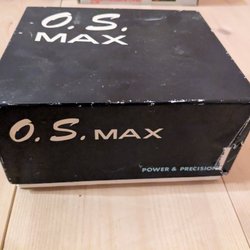 O.S.
MAX
O.S. MAX
POWER & PRECISION